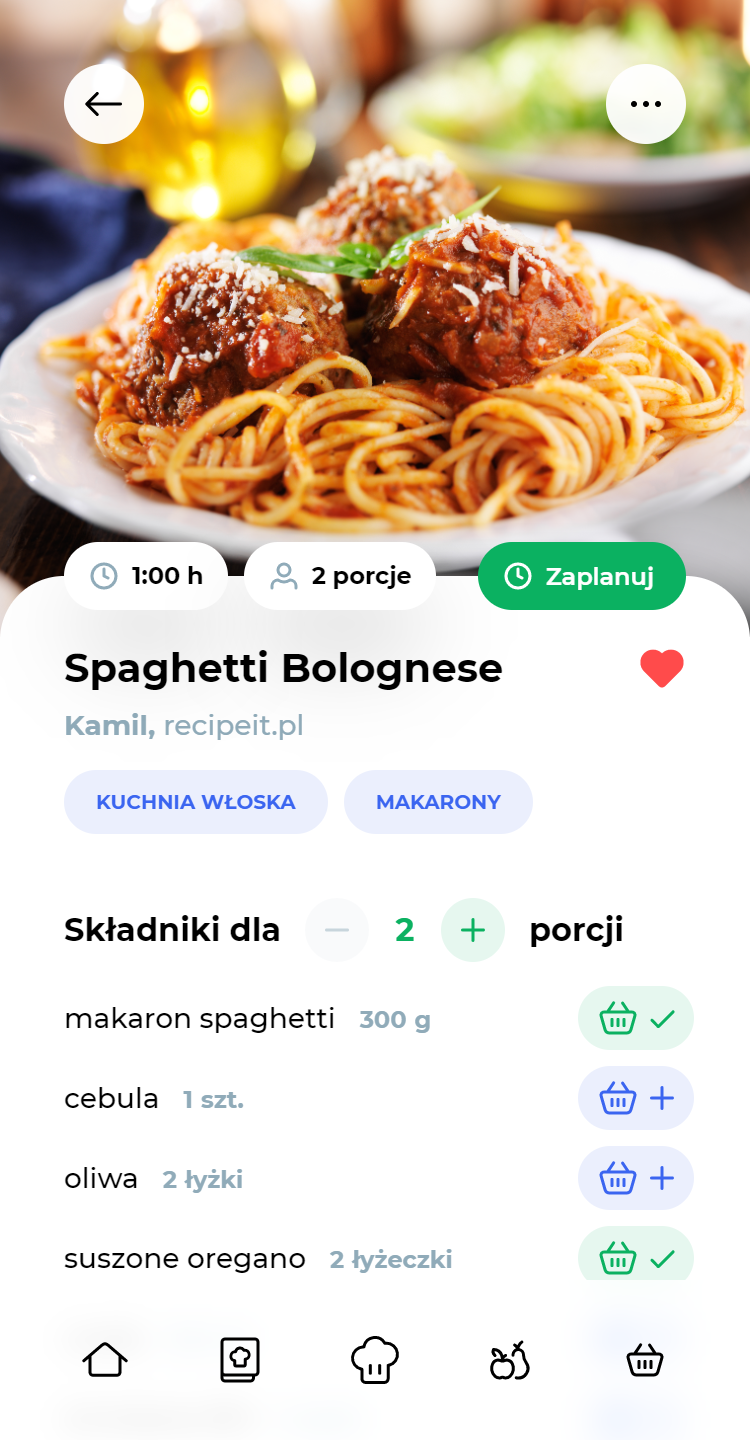 1:00 h
2 porcje
Zaplanuj
Spaghetti Bolognese
Kamil, recipeit.pl
KUCHNIA WŁOSKA
MAKARONY
Składniki dla 2 porcji
makaron spaghetti 300 g
cebula 1 szt.
oliwa 2 łyżki
suszone oregano 2 łyżeczki